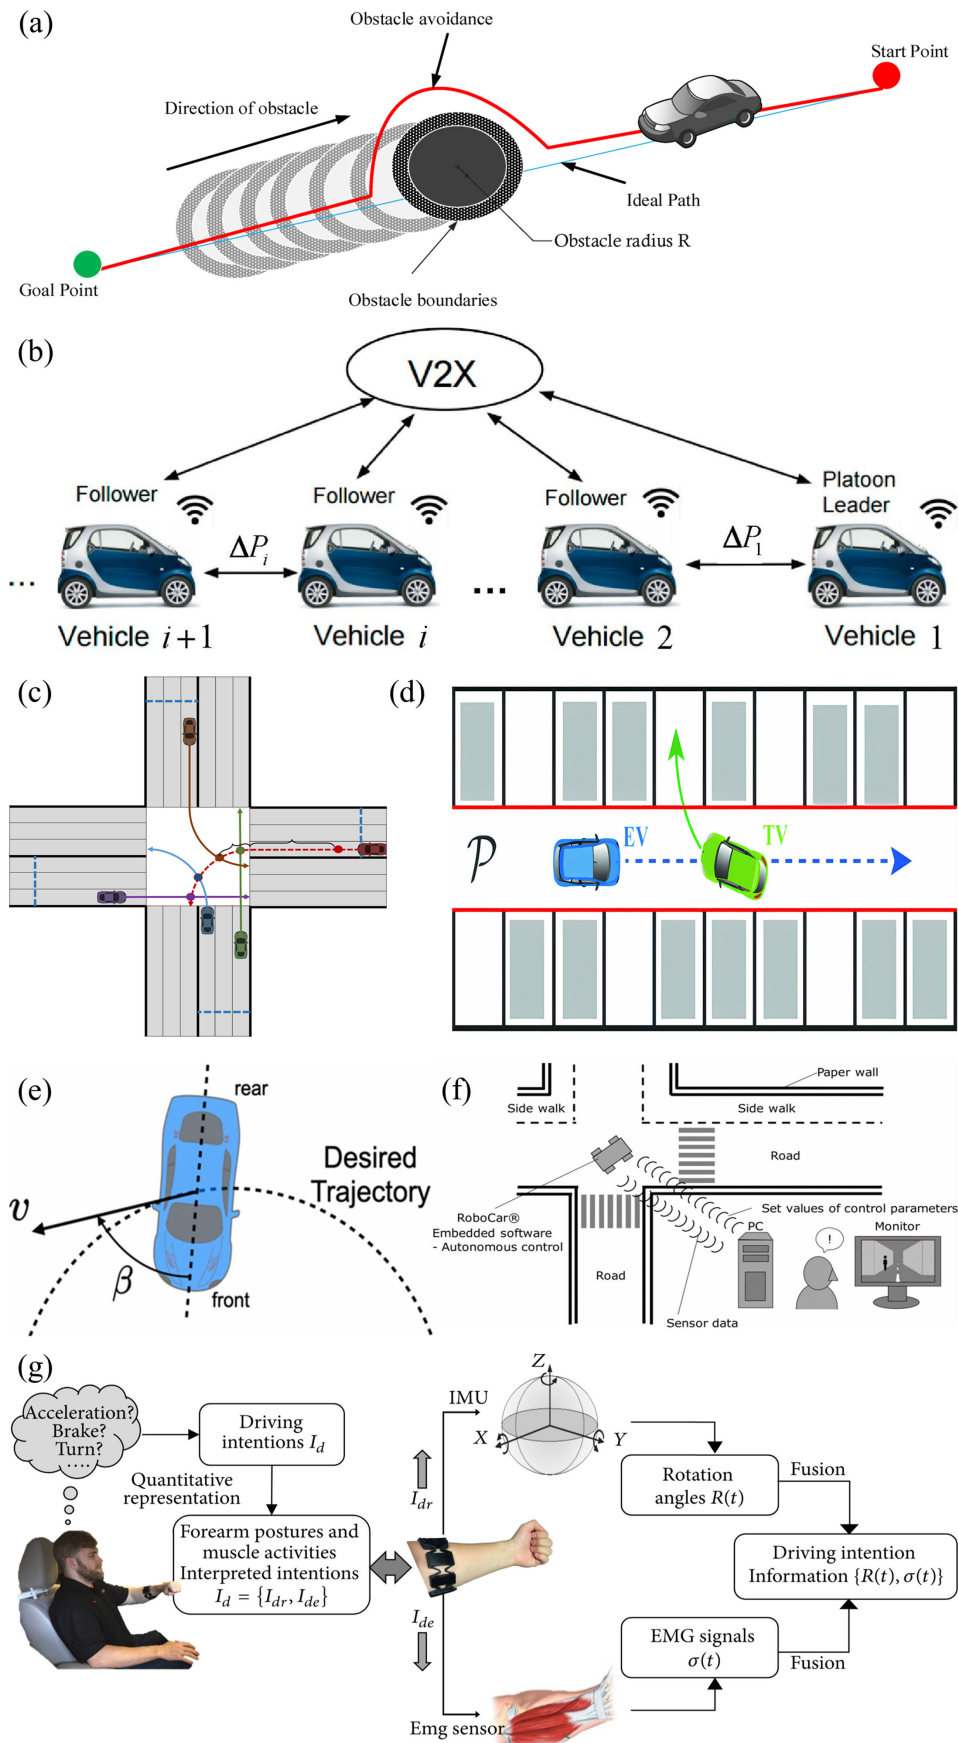 (a)
Obstacle avoidance
Start Point
Direction of obstacle
Ideal Path
Obstacle radius R
Goal Point
Obstacle boundaries
(b)
V2X
Follower
Follower
Follower
Platoon
Leader
ΔP_i
ΔP_1
...
...
Vehicle i+1
Vehicle i
Vehicle 2
Vehicle 1
(c)
(d)
P
EV
TV
(e)
rear
Desired
Trajectory
v
β
front
(f)
Paper wall
Side walk
Side walk
Road
RoboCar®
Embedded software
- Autonomous control
Set values of control parameters
PC
Monitor
!
Road
Sensor data
(g)
Acceleration?
Brake?
Turn?
.....
Driving
intentions I_d
Quantitative
representation
Forearm postures and
muscle activities
Interpreted intentions
I_d = {I_dr, I_de}
IMU
I_dr
I_de
Emg sensor
Z
X
Y
Rotation
angles R(t)
Fusion
Driving intention
Information {R(t), σ(t)}
EMG signals
σ(t)
Fusion